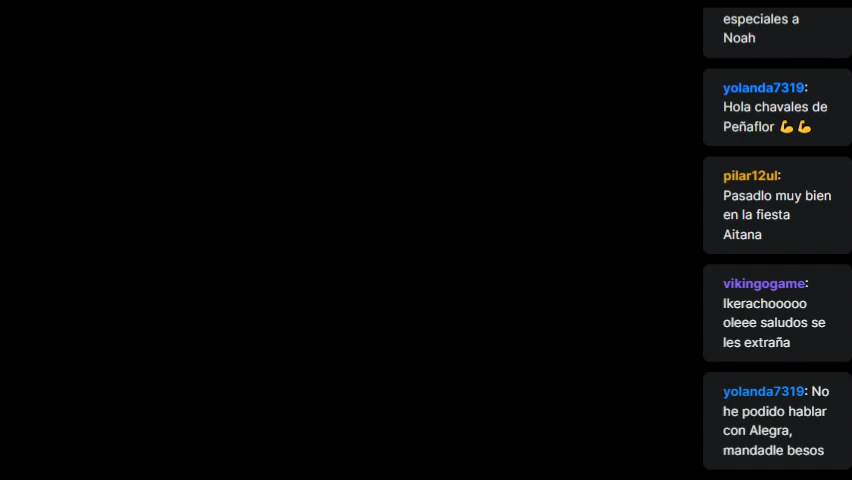 especiales a
Noah
yolanda7319:
Hola chavales de
Peñaflor 💪💪
pilar12ul:
Pasadlo muy bien
en la fiesta
Aitana
vikingogame:
Ikerachooooo
oleee saludos se
les extraña
yolanda7319: No
he podido hablar
con Alegra,
mandadle besos